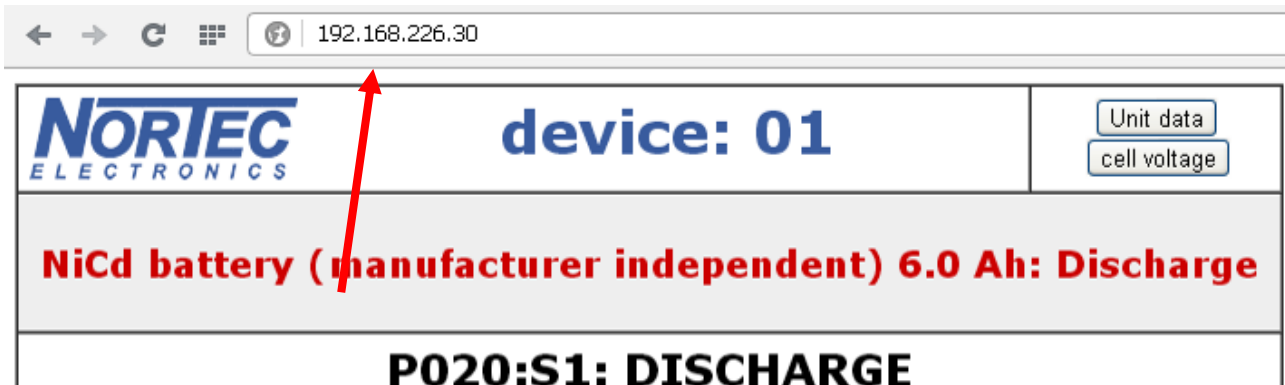 192.168.226.30
NORTEC
ELECTRONICS
device: 01
Unit data
cell voltage
NiCd battery (manufacturer independent) 6.0 Ah: Discharge
P020:S1: DISCHARGE